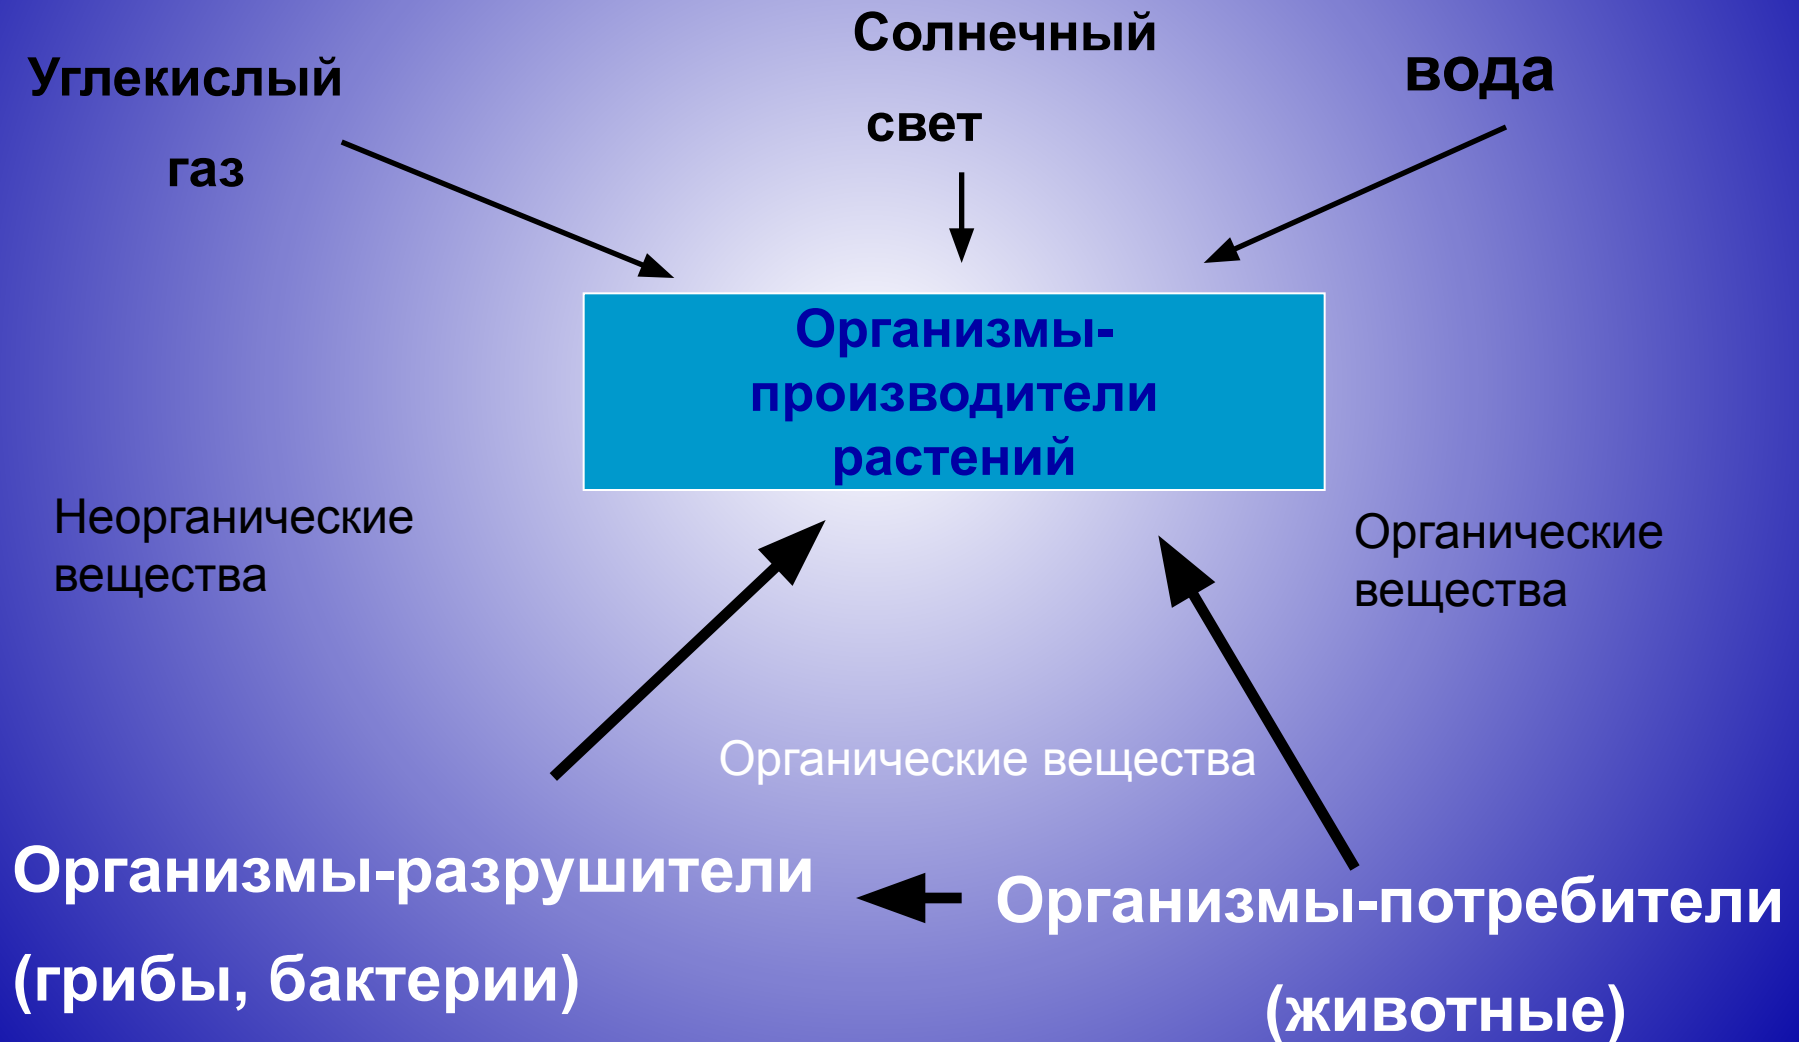 Углекислый
газ
Солнечный
свет
вода
Организмы-
производители
растений
Неорганические
вещества
Органические
вещества
Органические вещества
Организмы-разрушители
(грибы, бактерии)
Организмы-потребители
(животные)